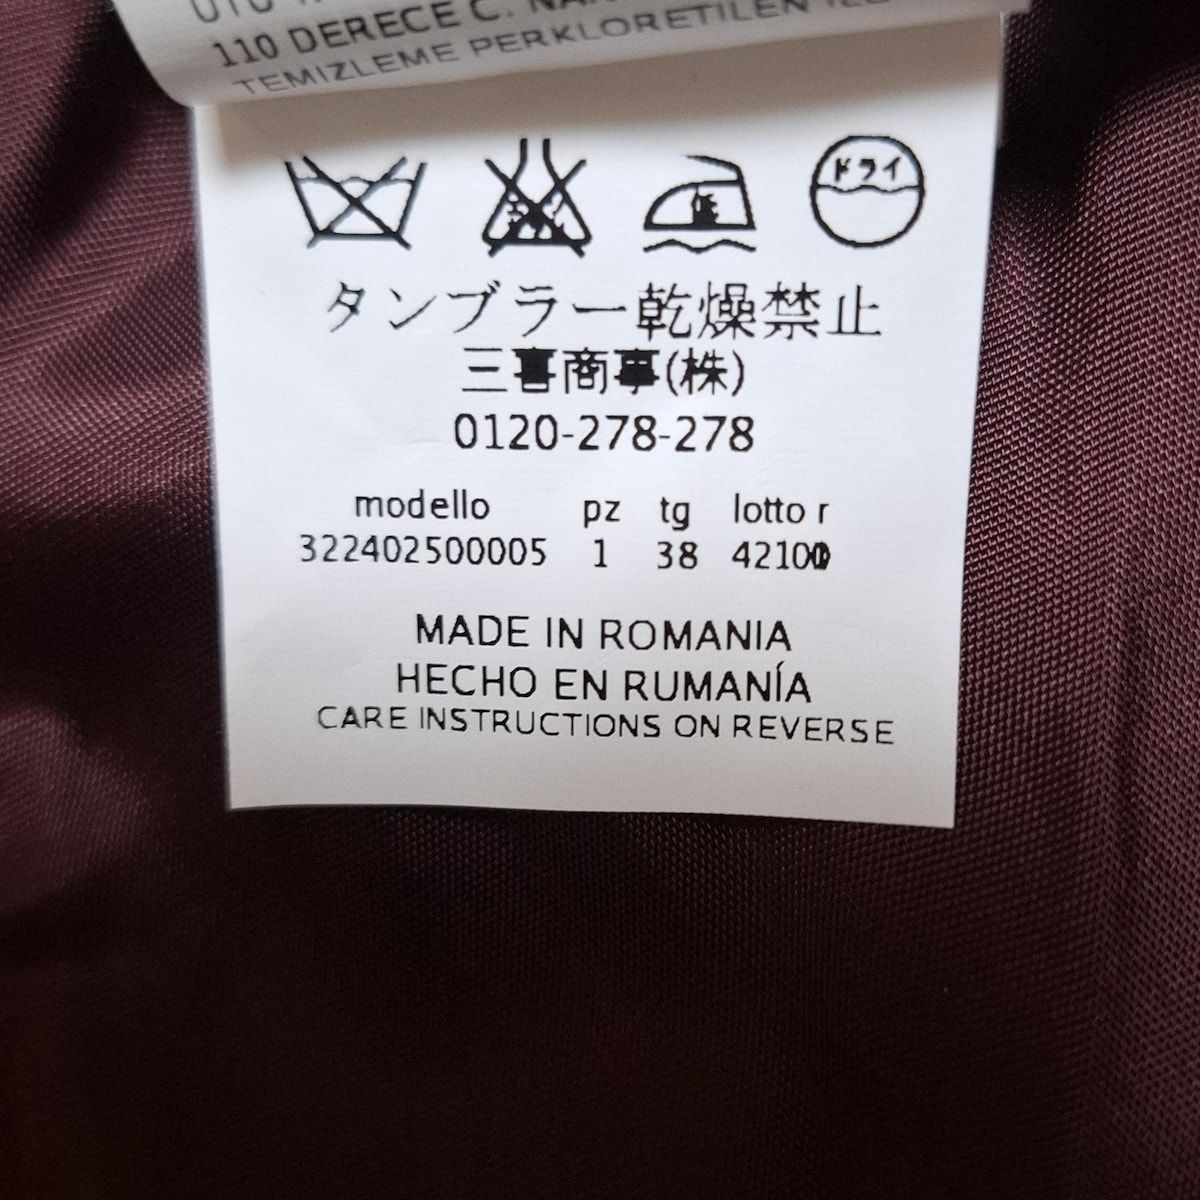 110 DERECE C.
TEMIZLEME PERKLORETILEN
ドライ
タンブラー乾燥禁止
三喜商事(株)
0120-278-278
modello pz tg lotto r
322402500005 1 38 42100
MADE IN ROMANIA
HECHO EN RUMANÍA
CARE INSTRUCTIONS ON REVERSE